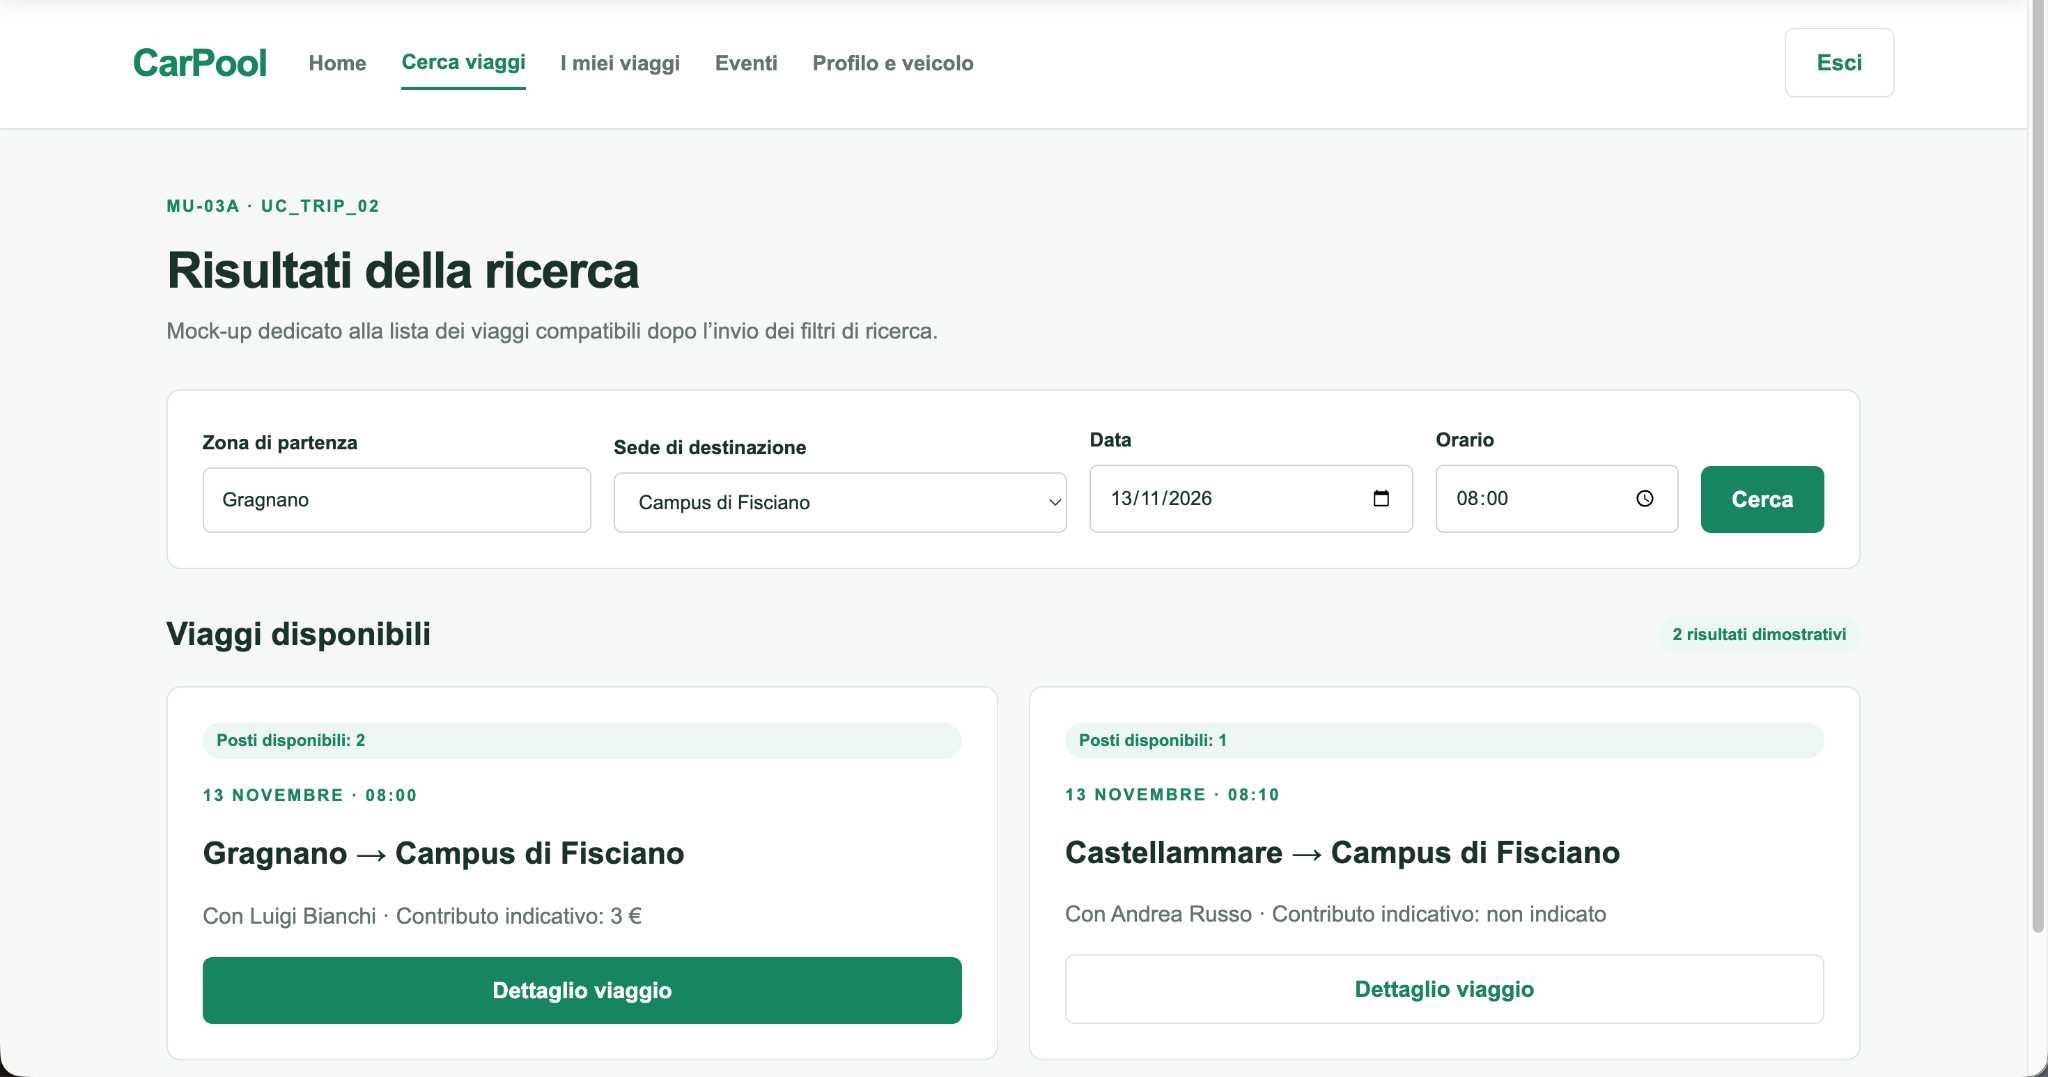 CarPool Home Cerca viaggi I miei viaggi Eventi Profilo e veicolo Esci
MU-03A · UC_TRIP_02
Risultati della ricerca
Mock-up dedicato alla lista dei viaggi compatibili dopo l’invio dei filtri di ricerca.
Zona di partenza Sede di destinazione Data Orario
Gragnano Campus di Fisciano 13/11/2026 08:00 Cerca
Viaggi disponibili 2 risultati dimostrativi
Posti disponibili: 2
13 NOVEMBRE · 08:00
Gragnano → Campus di Fisciano
Con Luigi Bianchi · Contributo indicativo: 3 €
Dettaglio viaggio
Posti disponibili: 1
13 NOVEMBRE · 08:10
Castellammare → Campus di Fisciano
Con Andrea Russo · Contributo indicativo: non indicato
Dettaglio viaggio